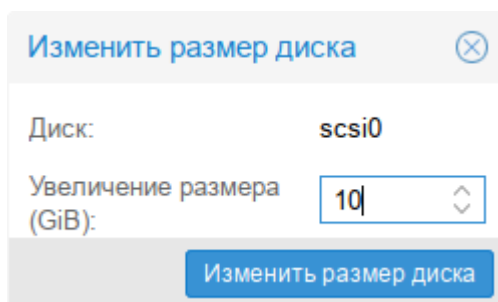 Изменить размер диска
Диск: scsi0
Увеличение размера (GiB): 10
Изменить размер диска